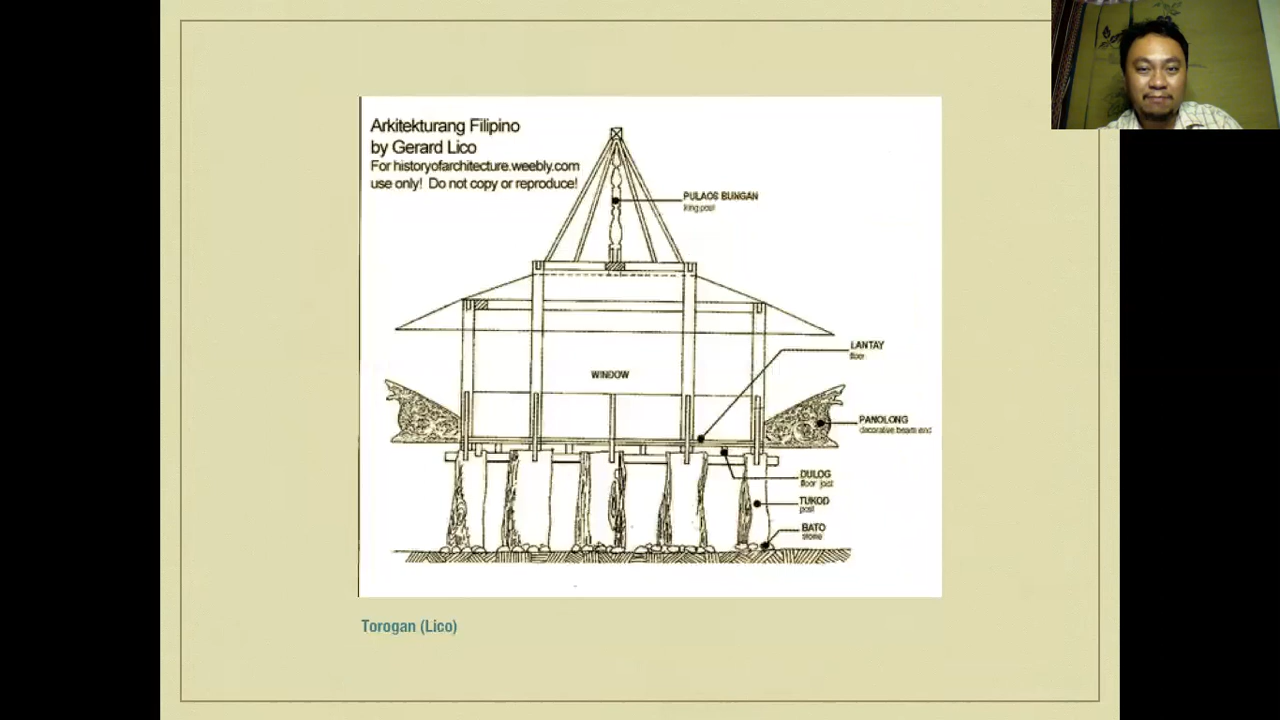 Arkitekturang Filipino
by Gerard Lico
For historyofarchitecture.weebly.com
use only! Do not copy or reproduce!
PULAOS BUNGAN
king post
LANTAY
floor
WINDOW
PANOLONG
decorative beam end
DULOG
floor joist
TUKOD
post
BATO
stone
Torogan (Lico)